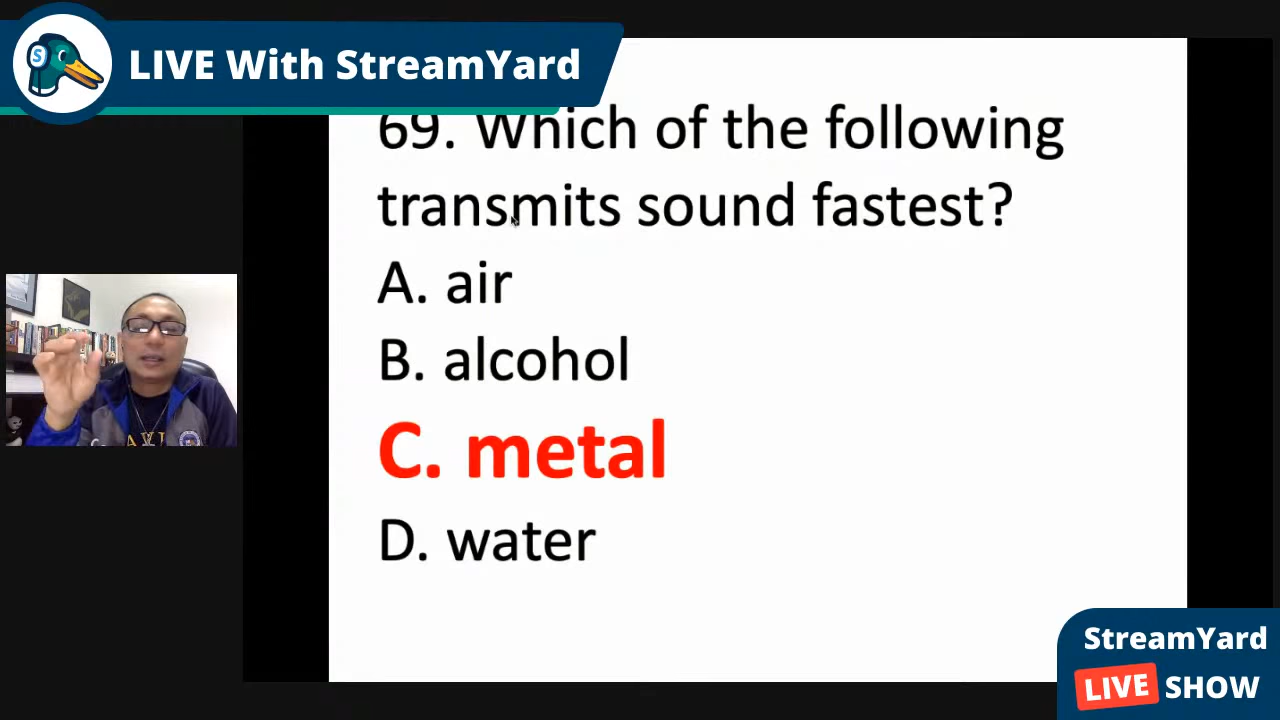 LIVE With StreamYard
69. Which of the following
transmits sound fastest?
A. air
B. alcohol
C. metal
D. water
StreamYard
LIVE SHOW